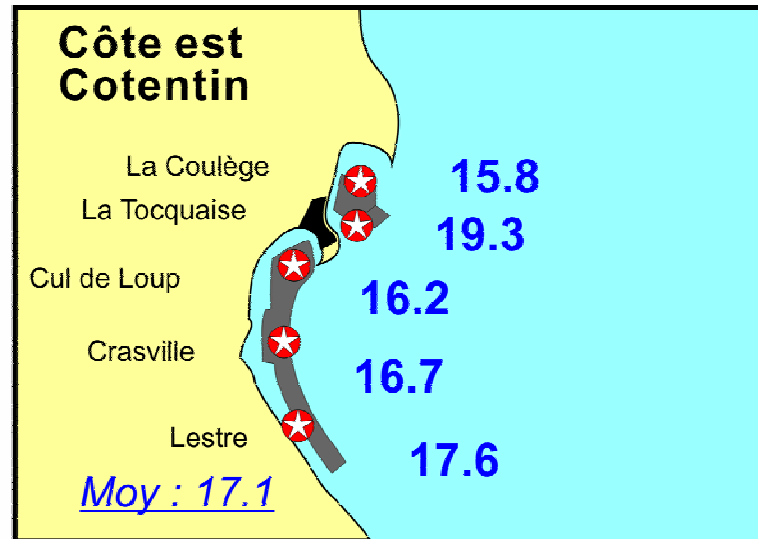 Côte est
Cotentin
La Coulège 15.8
La Tocquaise 19.3
Cul de Loup 16.2
Crasville 16.7
Lestre 17.6
Moy : 17.1